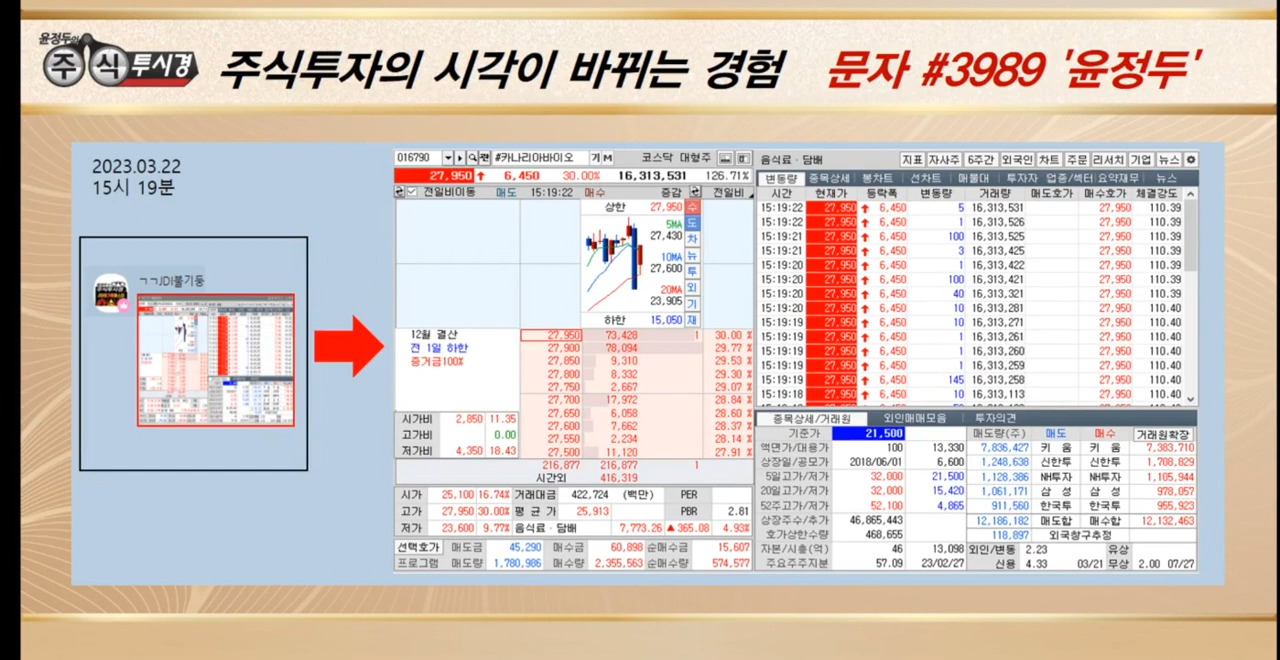 윤정두의
주식투시경
주식투자의 시각이 바뀌는 경험 문자 #3989 '윤정두'
2023.03.22
15시 19분
ㄱㄱJD불기둥
016790 #카나리아바이오 기 M 코스닥 대형주
27,950 6,450 30.00% 16,313,531 126.71%
전일비이동 매도 15:19:22 매수 증감 전일비
상한 27,950 수
5MA 도
27,430 차
10MA 뉴
27,600 투
20MA 외
23,905 기
하한 15,050 재
12월 결산
전 1일 하한
증거금100%
27,950 73,428 1 30.00 %
27,900 78,094 29.77 %
27,850 9,310 29.53 %
27,800 8,332 29.30 %
27,750 2,667 29.07 %
27,700 17,972 28.84 %
27,650 6,058 28.60 %
27,600 7,662 28.37 %
27,550 2,234 28.14 %
27,500 11,120 27.91 %
시가비 2,850 11.35
고가비 0.00
저가비 4,350 18.43
216,877 216,877 1
시간외 416,319
시가 25,100 16.74% 거래대금 422,724 (백만) PER
고가 27,950 30.00% 평 균 가 25,913 PBR 2.81
저가 23,600 9.77% 음식료·담배 7,773.26 ▲365.08 4.93%
선택호가 매도금 45,290 매수금 60,898 순매수금 15,607
프로그램 매도량 1,780,986 매수량 2,355,563 순매수량 574,577
음식료·담배 지표 자사주 6주간 외국인 차트 주문 리서치 기업 뉴스
변동량 종목상세 봉차트 선차트 매물대 투자자 업종/섹터 요약재무 뉴스
시간 현재가 등락폭 변동량 거래량 매도호가 매수호가 체결강도
15:19:22 27,950 6,450 5 16,313,531 27,950 110.39
15:19:22 27,950 6,450 1 16,313,526 27,950 110.39
15:19:21 27,950 6,450 100 16,313,525 27,950 110.39
15:19:21 27,950 6,450 3 16,313,425 27,950 110.39
15:19:20 27,950 6,450 1 16,313,422 27,950 110.39
15:19:20 27,950 6,450 100 16,313,421 27,950 110.39
15:19:20 27,950 6,450 40 16,313,321 27,950 110.39
15:19:20 27,950 6,450 10 16,313,281 27,950 110.39
15:19:19 27,950 6,450 10 16,313,271 27,950 110.39
15:19:19 27,950 6,450 1 16,313,261 27,950 110.40
15:19:19 27,950 6,450 1 16,313,260 27,950 110.40
15:19:19 27,950 6,450 1 16,313,259 27,950 110.40
15:19:19 27,950 6,450 145 16,313,258 27,950 110.40
15:19:18 27,950 6,450 10 16,313,113 27,950 110.40
종목상세/거래원 외인매매모음 투자의견
기준가 21,500 매도량(주) 매도 매수 거래원확장
액면가/대용가 100 13,330 7,836,427 키 움 키 움 7,383,710
상장일/공모가 2018/06/01 6,600 1,248,638 신한투 신한투 1,708,829
5일고가/저가 32,000 21,500 1,128,386 NH투자 NH투자 1,105,944
20일고가/저가 32,000 15,420 1,061,171 삼 성 삼 성 978,057
52주고가/저가 52,100 4,865 911,560 한국투 한국투 955,923
상장주수/추가 46,865,443 12,186,182 매도합 매수합 12,132,463
호가상한수량 468,655 118,897 외국창구추정
자본/시총(억) 46 13,098 외인/변동 2.23 유상
주요주주지분 57.09 23/02/27 신용 4.33 03/21 무상 2.00 07/27